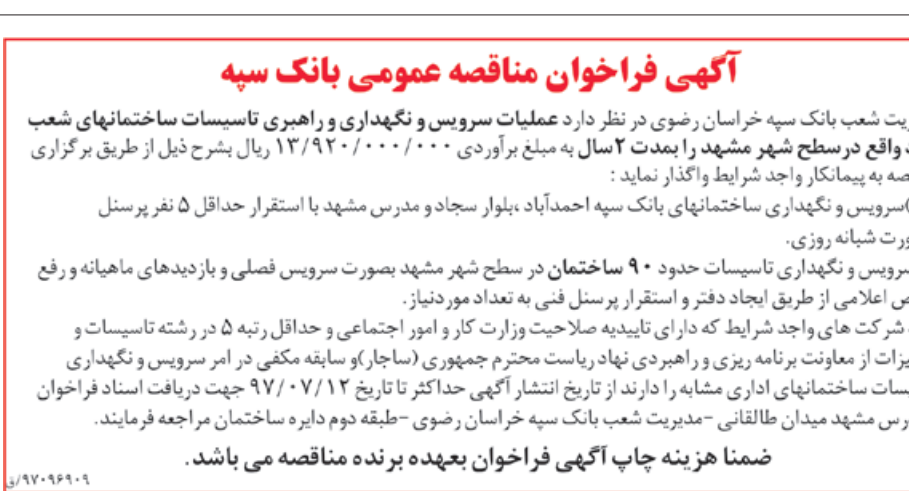 آگهی فراخوان مناقصه عمومی بانک سپه
شعب بانک سپه خراسان رضوی در نظر دارد عملیات سرویس و نگهداری و راهبری تاسیسات ساختمانهای شعب
واقع در سطح شهر مشهد را بمدت ۲ سال به مبلغ برآوردی ۱۳/۹۲۰/۰۰۰/۰۰۰ ریال بشرح ذیل از طریق برگزاری
به پیمانکار واجد شرایط واگذار نماید :
)سرویس و نگهداری ساختمانهای بانک سپه احمدآباد ،بلوار سجاد و مدرس مشهد با استقرار حداقل ۵ نفر پرسنل
شبانه روزی.
سرویس و نگهداری تاسیسات حدود ۹۰ ساختمان در سطح شهر مشهد بصورت سرویس فصلی و بازدیدهای ماهیانه و رفع
اعلامی از طریق ایجاد دفتر و استقرار پرسنل فنی به تعداد موردنیاز.
شرکت های واجد شرایط که دارای تاییدیه صلاحیت وزارت کار و امور اجتماعی و حداقل رتبه ۵ در رشته تاسیسات و
از معاونت برنامه ریزی و راهبردی نهاد ریاست محترم جمهوری (ساجار)و سابقه مکفی در امر سرویس و نگهداری
ساختمانهای اداری مشابه را دارند از تاریخ انتشار آگهی حداکثر تا تاریخ ۹۷/۰۷/۱۲ جهت دریافت اسناد فراخوان
مشهد میدان طالقانی -مدیریت شعب بانک سپه خراسان رضوی -طبقه دوم دایره ساختمان مراجعه فرمایند.
ضمنا هزینه چاپ آگهی فراخوان بعهده برنده مناقصه می باشد.
۹۷۰۹۶۹۰۹/ق